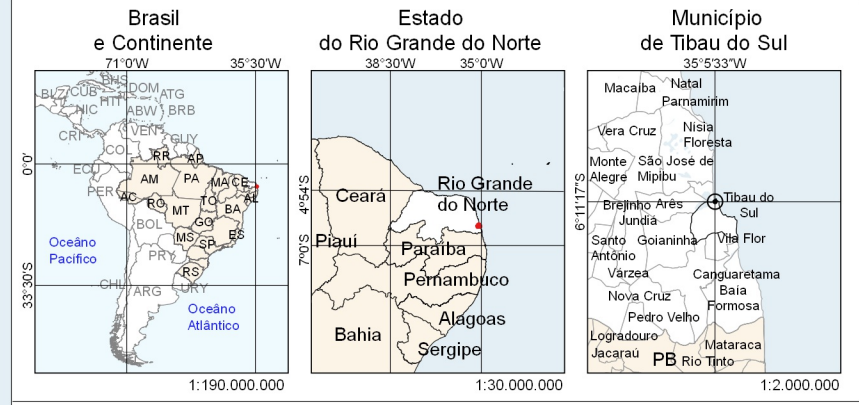 Brasil
e Continente
71°0'W
35°30'W
0°0'
33°30'S
BHS
BLZ
CUB
DOM
ATG
HTI
NIC
ABW
BRB
CRI
VEN
GUY
COL
RR
AP
ECU
AM
PA
MA
CE
PER
AC
RO
TO
AL
MT
BA
BOL
GO
MS
ES
SP
PRY
RS
CHL
ARG
URY
Oceâno
Pacífico
Oceâno
Atlântico
1:190.000.000
Estado
do Rio Grande do Norte
38°30'W
35°0'W
4°54'S
7°0'S
Ceará
Rio Grande
do Norte
Piauí
Paraíba
Pernambuco
Alagoas
Bahia
Sergipe
1:30.000.000
Município
de Tibau do Sul
35°5'33"W
6°11'17"S
Macaíba
Natal
Parnamirim
Vera Cruz
Nisia
Floresta
Monte
Alegre
São José de
Mipibu
Tibau do
Sul
Brejinho
Arês
Jundiá
Santo
Antônio
Goianinha
Vila Flor
Várzea
Canguaretama
Nova Cruz
Baía
Formosa
Pedro Velho
Logradouro
Mataraca
Jacaraú
PB
Rio Tinto
1:2.000.000